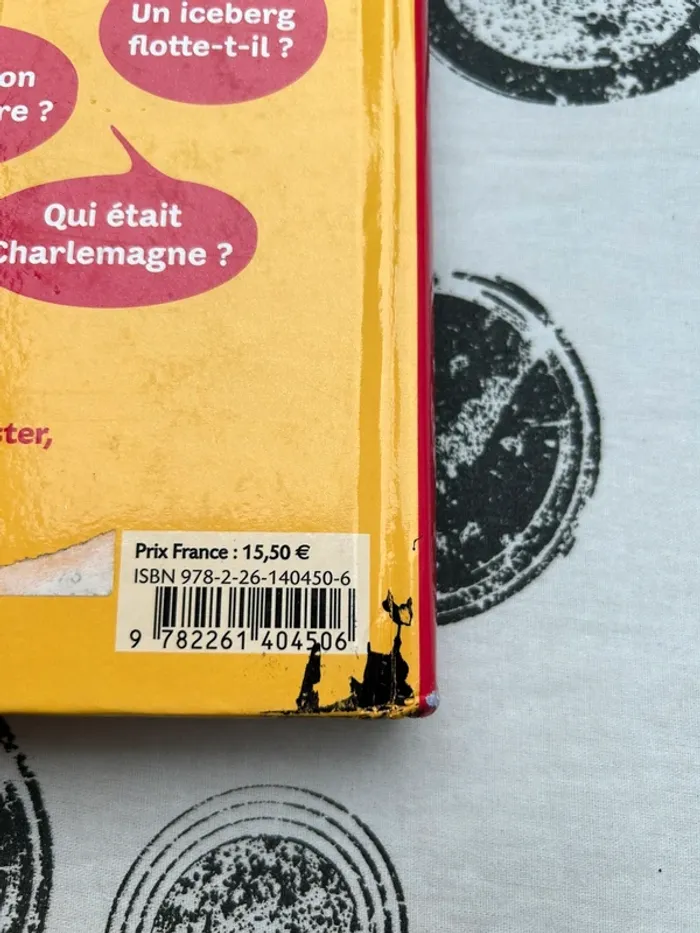 Un iceberg
flotte-t-il ?
on
re ?
Qui était
Charlemagne ?
ster,
Prix France : 15,50 €
ISBN 978-2-26-140450-6
9 782261 404506